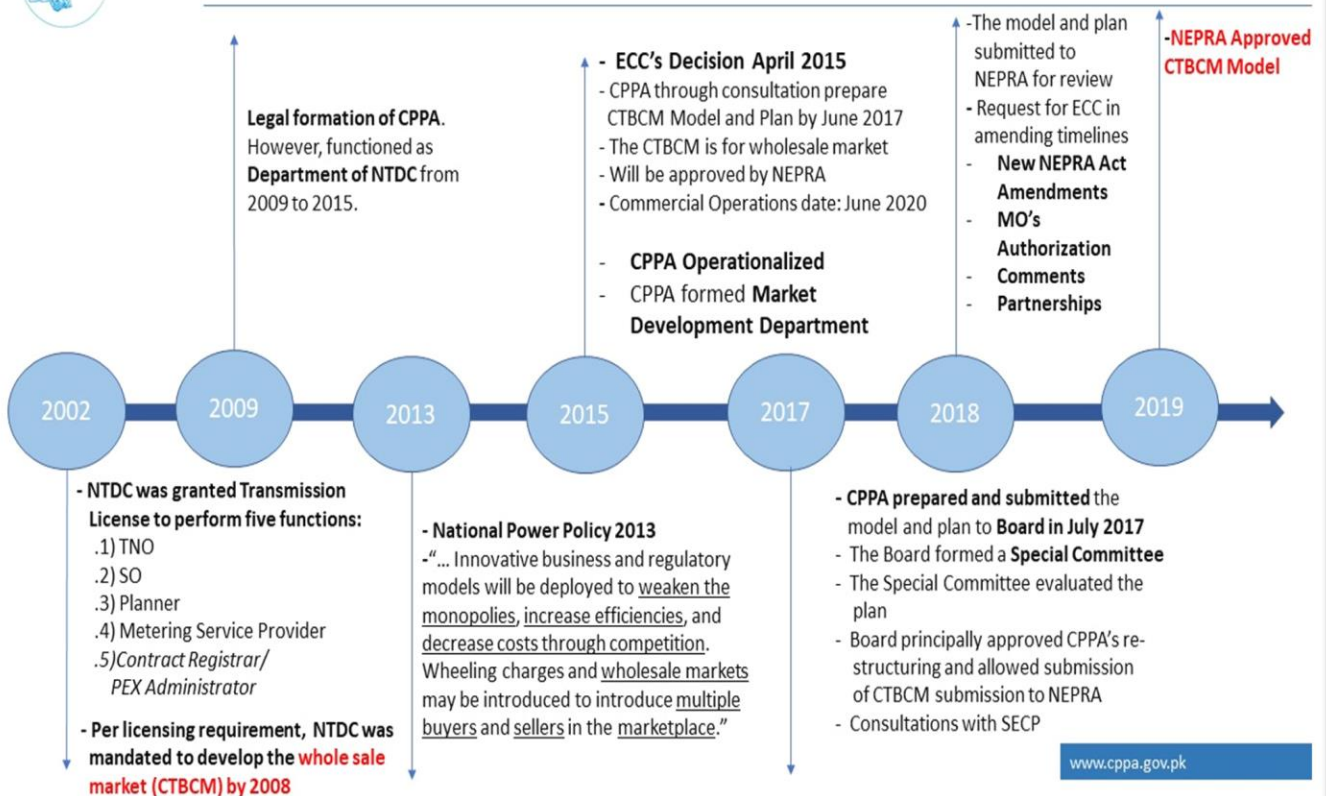 -The model and plan
submitted to
NEPRA for review
- Request for ECC in
amending timelines
- New NEPRA Act
Amendments
- MO's
Authorization
- Comments
- Partnerships
-NEPRA Approved
CTBCM Model
- ECC's Decision April 2015
- CPPA through consultation prepare
CTBCM Model and Plan by June 2017
- The CTBCM is for wholesale market
- Will be approved by NEPRA
- Commercial Operations date: June 2020
- CPPA Operationalized
- CPPA formed Market
Development Department
Legal formation of CPPA.
However, functioned as
Department of NTDC from
2009 to 2015.
2002
2009
2013
2015
2017
2018
2019
- NTDC was granted Transmission
License to perform five functions:
.1) TNO
.2) SO
.3) Planner
.4) Metering Service Provider
.5)Contract Registrar/
PEX Administrator
- Per licensing requirement, NTDC was
mandated to develop the whole sale
market (CTBCM) by 2008
- National Power Policy 2013
-“... Innovative business and regulatory
models will be deployed to weaken the
monopolies, increase efficiencies, and
decrease costs through competition.
Wheeling charges and wholesale markets
may be introduced to introduce multiple
buyers and sellers in the marketplace.”
- CPPA prepared and submitted the
model and plan to Board in July 2017
- The Board formed a Special Committee
- The Special Committee evaluated the
plan
- Board principally approved CPPA's re-
structuring and allowed submission
of CTBCM submission to NEPRA
- Consultations with SECP
www.cppa.gov.pk